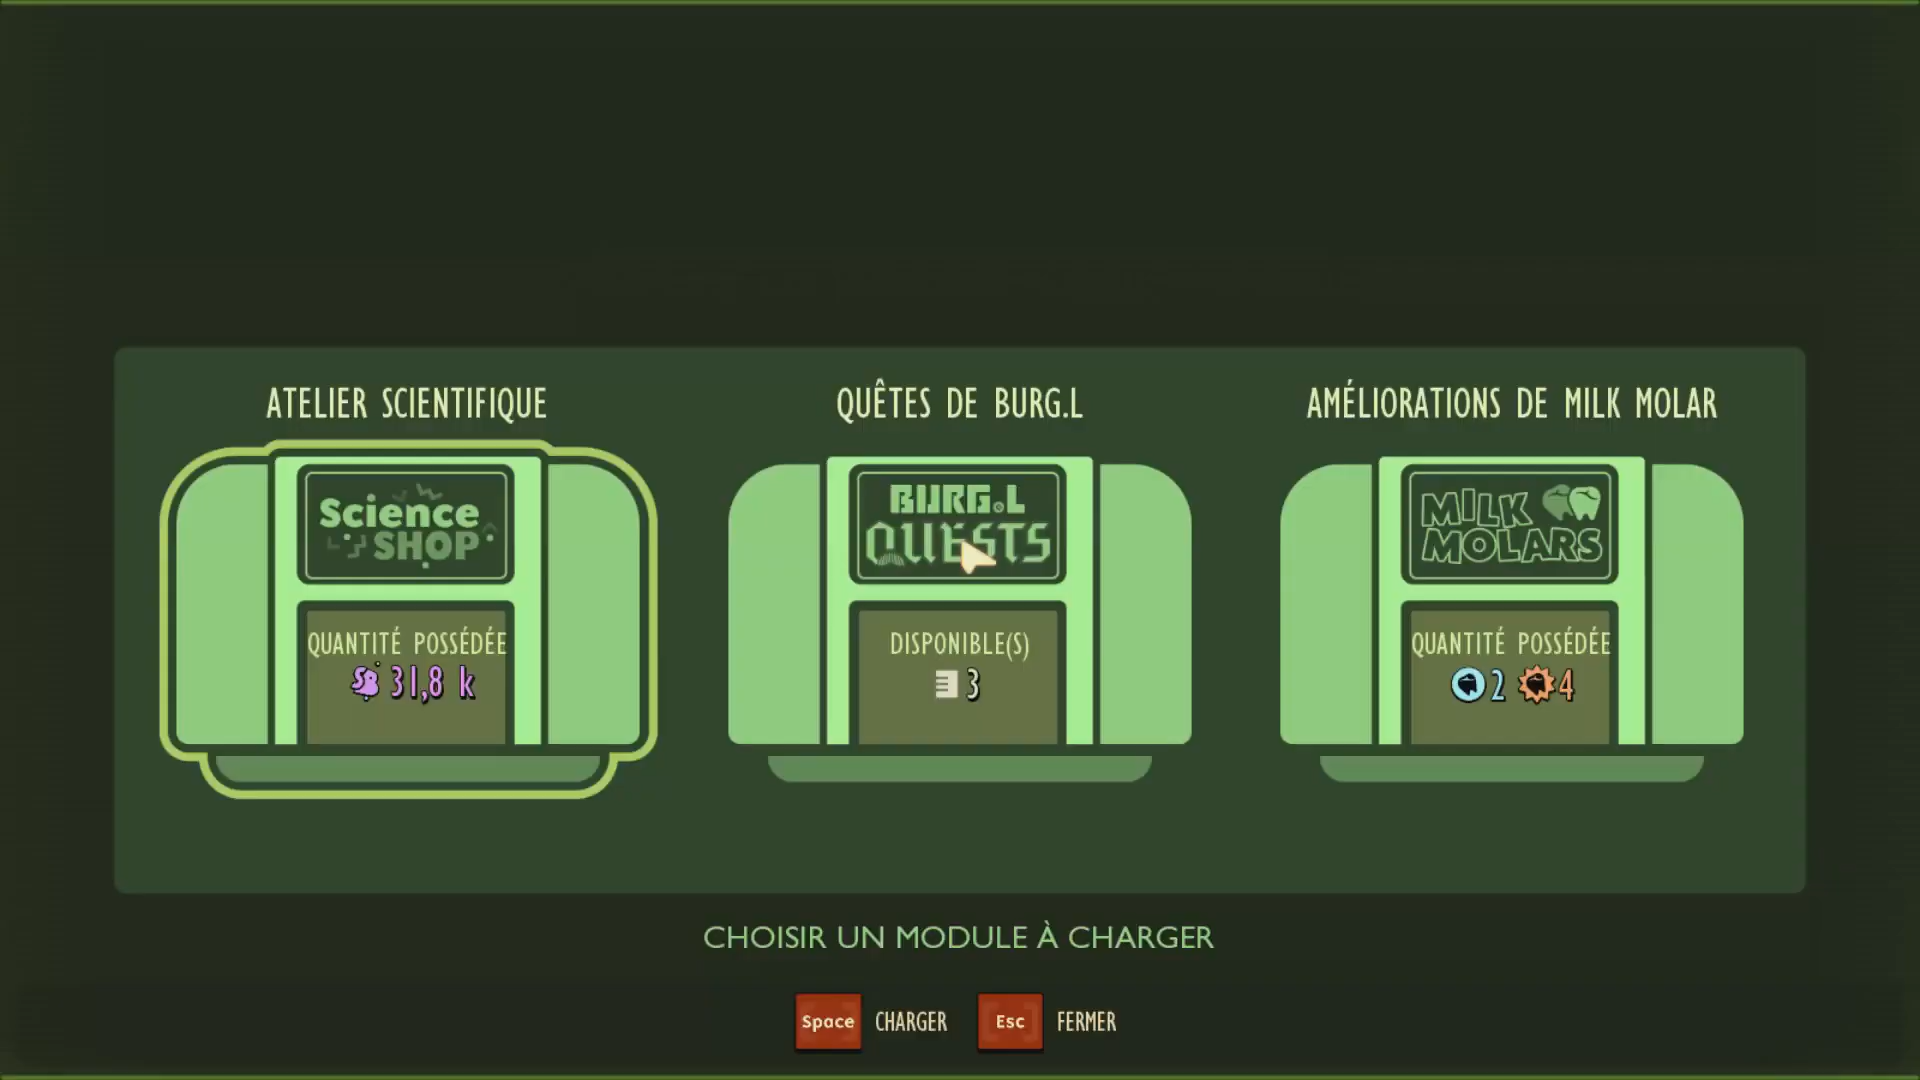 ATELIER SCIENTIFIQUE
Science
SHOP
QUANTITÉ POSSÉDÉE
31,8 k
QUÊTES DE BURG.L
BURG.L
QUESTS
DISPONIBLE(S)
3
AMÉLIORATIONS DE MILK MOLAR
MILK
MOLARS
QUANTITÉ POSSÉDÉE
2 4
CHOISIR UN MODULE À CHARGER
Space CHARGER Esc FERMER